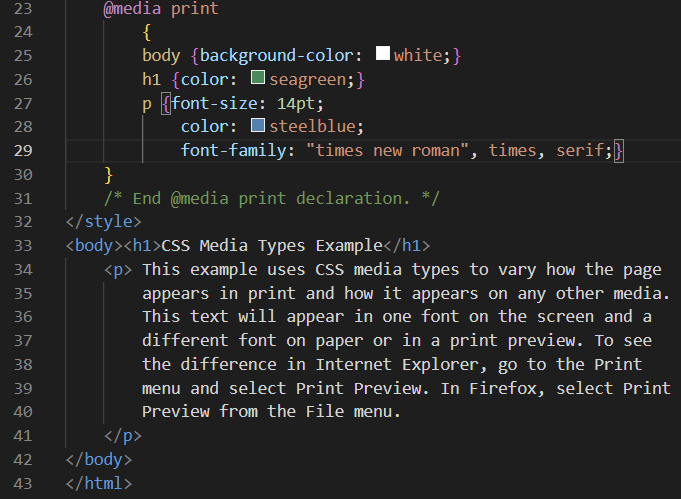 23 @media print
24 {
25 body {background-color: white;}
26 h1 {color: seagreen;}
27 p {font-size: 14pt;
28 color: steelblue;
29 font-family: "times new roman", times, serif;}
30 }
31 /* End @media print declaration. */
32 </style>
33 <body><h1>CSS Media Types Example</h1>
34 <p> This example uses CSS media types to vary how the page
35 appears in print and how it appears on any other media.
36 This text will appear in one font on the screen and a
37 different font on paper or in a print preview. To see
38 the difference in Internet Explorer, go to the Print
39 menu and select Print Preview. In Firefox, select Print
40 Preview from the File menu.
41 </p>
42 </body>
43 </html>